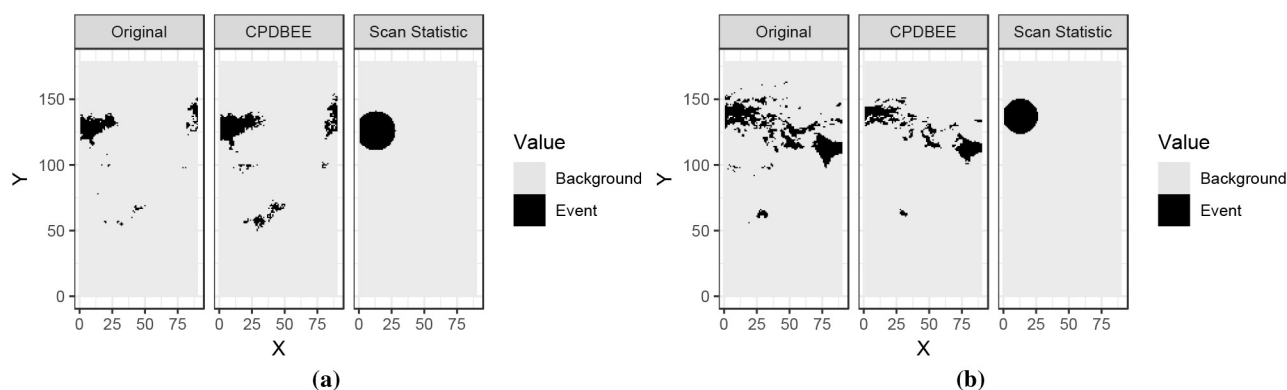 Original CPDBEE Scan Statistic
150
100
50
0
Y
0 25 50 75 0 25 50 75 0 25 50 75
X
Value
Background
Event
(a)
Original CPDBEE Scan Statistic
150
100
50
0
Y
0 25 50 75 0 25 50 75 0 25 50 75
X
Value
Background
Event
(b)